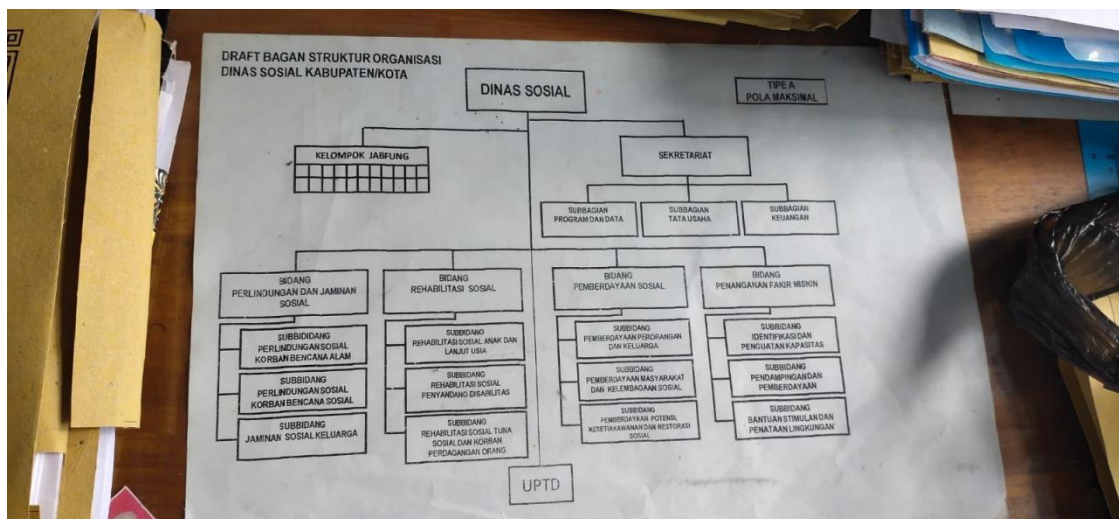 DRAFT BAGAN STRUKTUR ORGANISASI
DINAS SOSIAL KABUPATEN/KOTA
DINAS SOSIAL
TIPE A
POLA MAKSIMAL
KELOMPOK JABFUNG
SEKRETARIAT
SUBBAGIAN
PROGRAM DAN DATA
SUBBAGIAN
TATA USAHA
SUBBAGIAN
KEUANGAN
BIDANG
PERLINDUNGAN DAN JAMINAN
SOSIAL
SUBBIDIDANG
PERLINDUNGAN SOSIAL
KORBAN BENCANA ALAM
SUBBIDANG
PERLINDUNGAN SOSIAL
KORBAN BENCANA SOSIAL
SUBBIDANG
JAMINAN SOSIAL KELUARGA
BIDANG
REHABILITASI SOSIAL
SUBBIDANG
REHABILITASI SOSIAL ANAK DAN
LANJUT USIA
SUBBIDANG
REHABILITASI SOSIAL
PENYANDANG DISABILITAS
SUBBIDANG
REHABILITASI SOSIAL TUNA
SOSIAL DAN KORBAN
PERDAGANGAN ORANG
BIDANG
PEMBERDAYAAN SOSIAL
SUBBIDANG
PEMBERDAYAAN PERORANGAN
DAN KELUARGA
SUBBIDANG
PEMBERDAYAAN MASYARAKAT
DAN KELEMBAGAAN SOSIAL
SUBBIDANG
PEMBERDAYAAN POTENSI,
KESETIAKAWANAN DAN RESTORASI
SOSIAL
BIDANG
PENANGANAN FAKIR MISKIN
SUBBIDANG
IDENTIFIKASI DAN
PENGUATAN KAPASITAS
SUBBIDANG
PENDAMPINGAN DAN
PEMBERDAYAAN
SUBBIDANG
BANTUAN STIMULAN DAN
PENATAAN LINGKUNGAN
UPTD